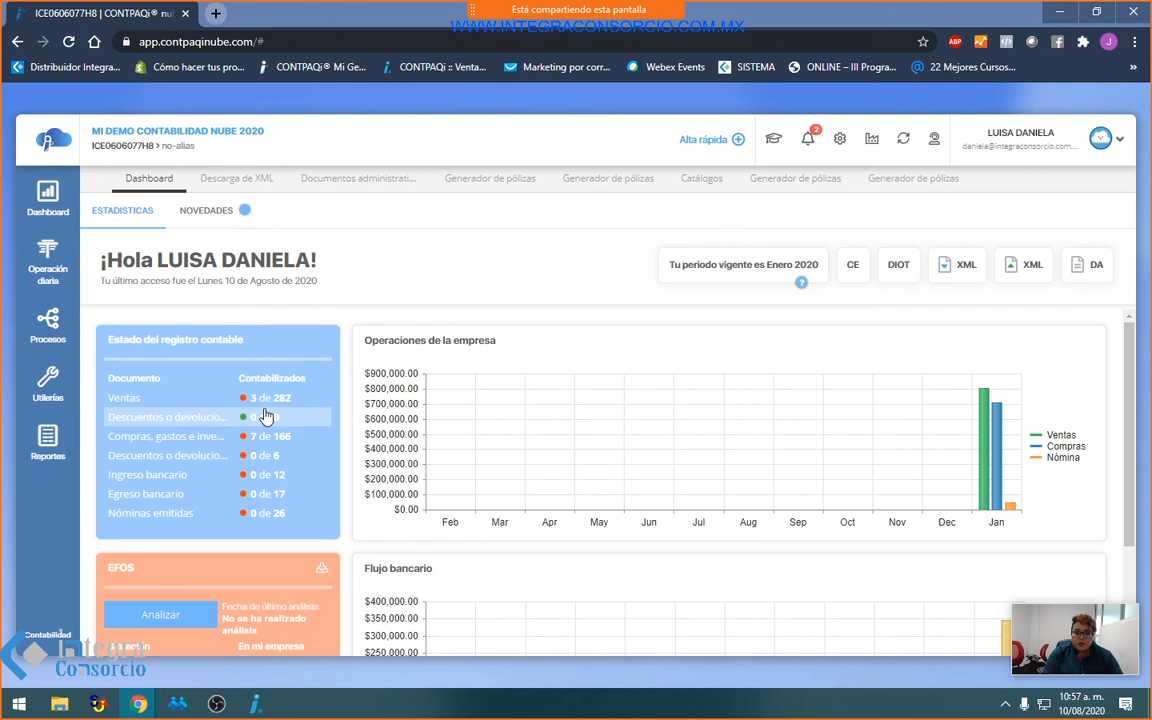 ICE0606077H8 | CONTPAQi® nub
Está compartiendo esta pantalla
WWW.INTEGRACONSORCIO.COM.MX
app.contpaqinube.com/#
ABP
J
Distribuidor Integra...
Cómo hacer tus pro...
CONTPAQi® Mi Ge...
CONTPAQi :: Venta...
Marketing por corr...
Webex Events
SISTEMA
ONLINE – III Progra...
22 Mejores Cursos...
MI DEMO CONTABILIDAD NUBE 2020
ICE0606077H8 > no-alias
Alta rápida
2
LUISA DANIELA
daniela@integraconsorcio.com....
Dashboard
Descarga de XML
Documentos administrati...
Generador de pólizas
Generador de pólizas
Catálogos
Generador de pólizas
Generador de pólizas
ESTADISTICAS
NOVEDADES
Dashboard
Operación
diaria
Procesos
Utilerías
Reportes
Contabilidad
¡Hola LUISA DANIELA!
Tu último acceso fue el Lunes 10 de Agosto de 2020
Tu periodo vigente es Enero 2020
?
CE
DIOT
XML
XML
DA
Estado del registro contable
Documento Contabilizados
Ventas 3 de 282
Descuentos o devolucio... 0
Compras, gastos e inve... 7 de 166
Descuentos o devolucio... 0 de 6
Ingreso bancario 0 de 12
Egreso bancario 0 de 17
Nóminas emitidas 0 de 26
EFOS
Analizar
Fecha de último análisis:
No se ha realizado
análisis
En mi empresa
Operaciones de la empresa
$900,000.00
$800,000.00
$700,000.00
$600,000.00
$500,000.00
$400,000.00
$300,000.00
$200,000.00
$100,000.00
$0.00
Feb Mar Apr May Jun Jul Aug Sep Oct Nov Dec Jan
Ventas
Compras
Nómina
Flujo bancario
$400,000.00
$350,000.00
$300,000.00
$250,000.00
Integra
Consorcio
10:57 a. m.
10/08/2020